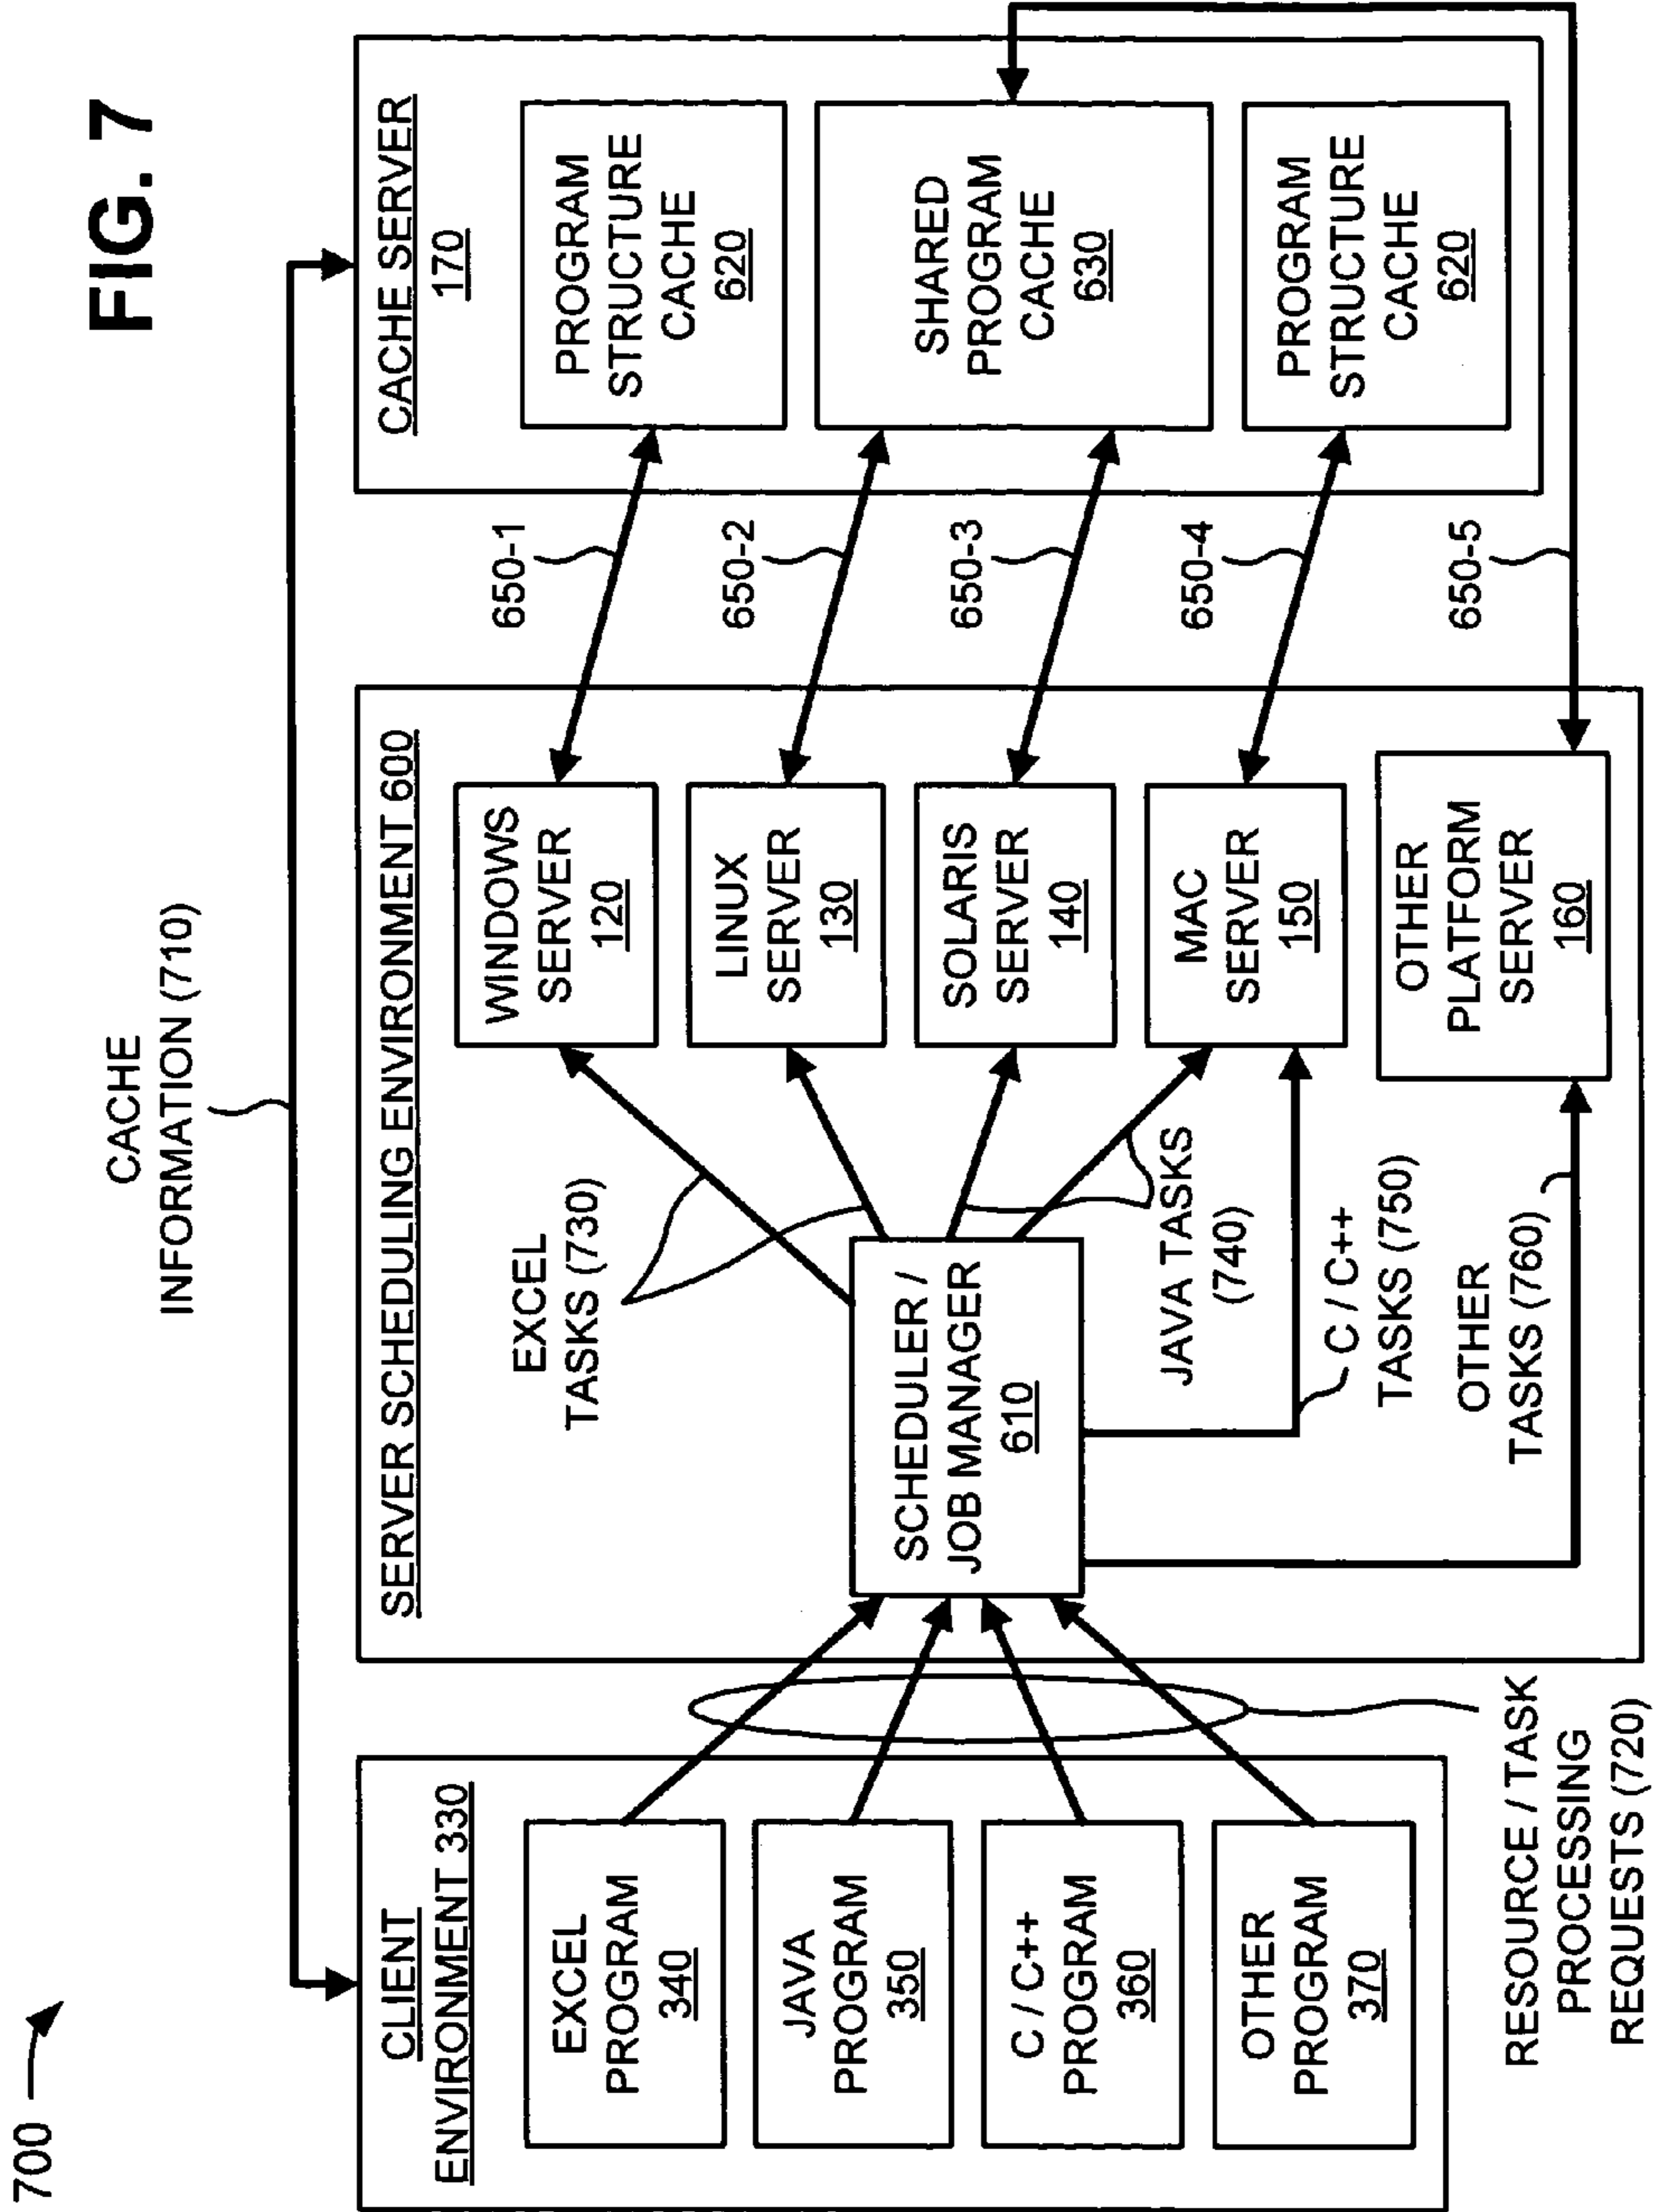 700
FIG. 7
CACHE
INFORMATION (710)
CLIENT
ENVIRONMENT 330
EXCEL
PROGRAM
340
JAVA
PROGRAM
350
C / C++
PROGRAM
360
OTHER
PROGRAM
370
RESOURCE / TASK
PROCESSING
REQUESTS (720)
SERVER SCHEDULING ENVIRONMENT 600
SCHEDULER /
JOB MANAGER
610
EXCEL
TASKS (730)
JAVA TASKS
(740)
C / C++
TASKS (750)
OTHER
TASKS (760)
WINDOWS
SERVER
120
LINUX
SERVER
130
SOLARIS
SERVER
140
MAC
SERVER
150
OTHER
PLATFORM
SERVER
160
650-1
650-2
650-3
650-4
650-5
CACHE SERVER
170
PROGRAM
STRUCTURE
CACHE
620
SHARED
PROGRAM
CACHE
630
PROGRAM
STRUCTURE
CACHE
620